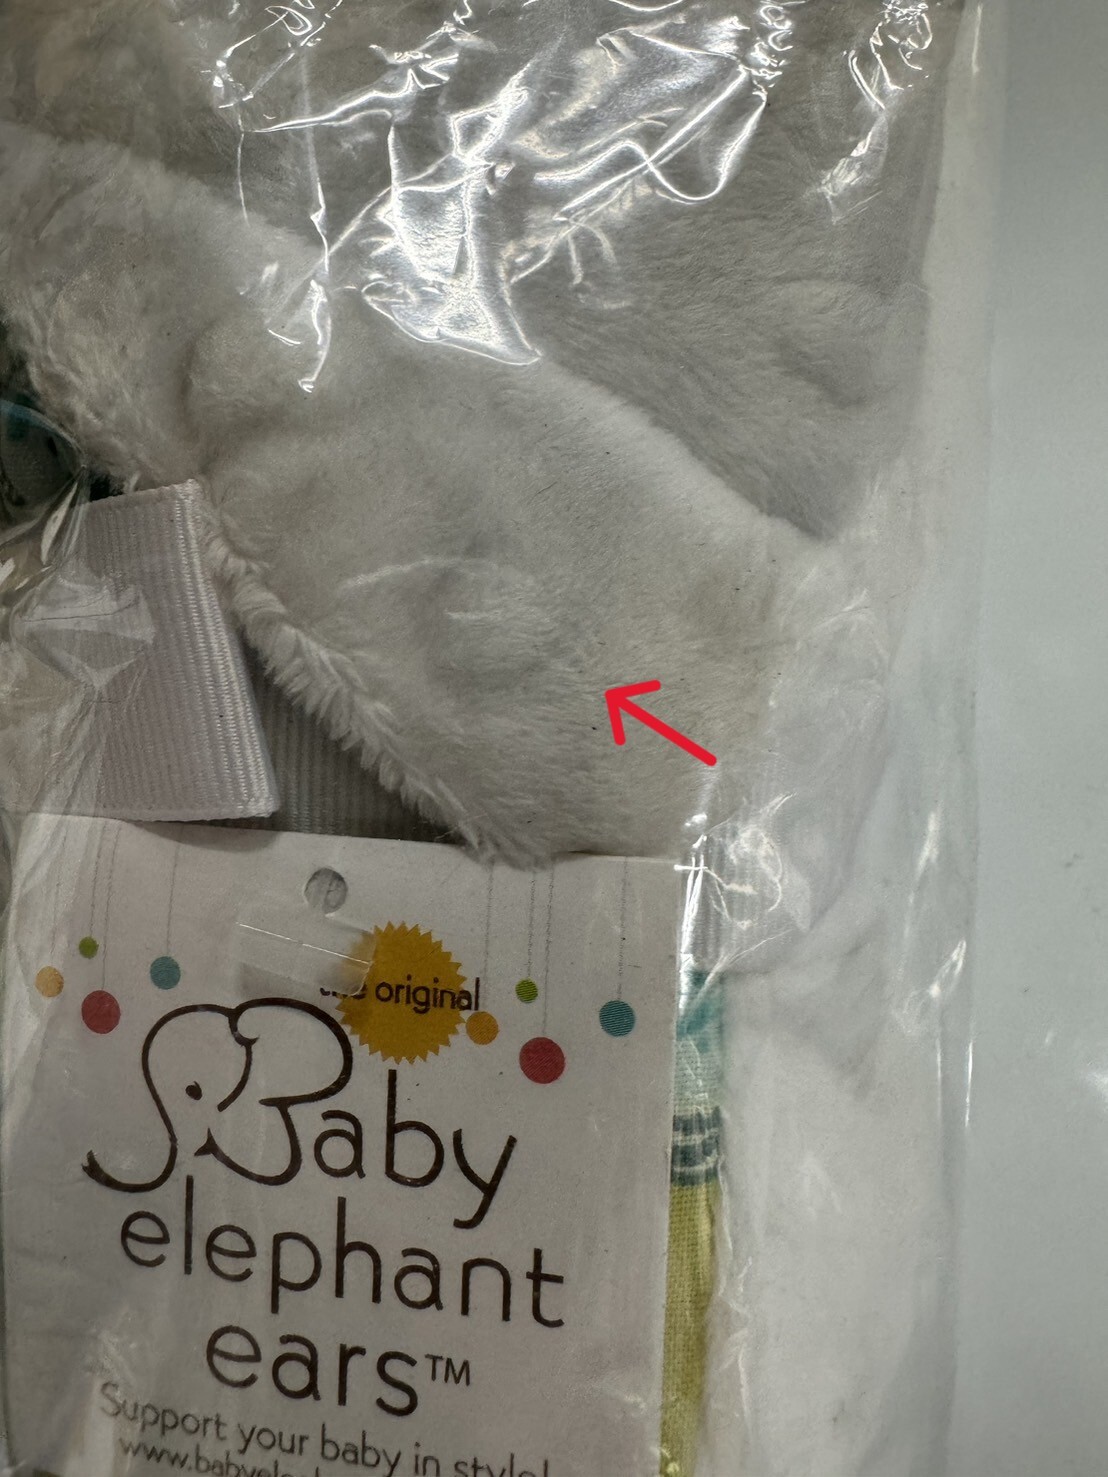 the original
Baby
elephant
ears™
Support your baby in style!